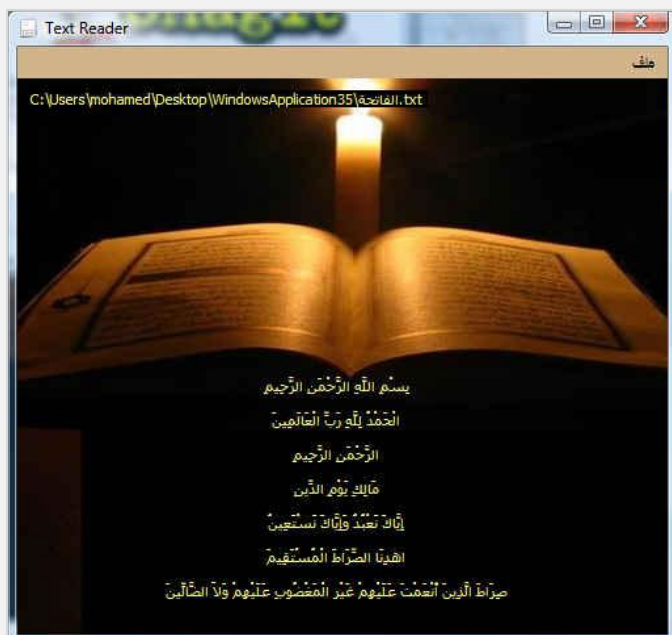 Text Reader
ملف
C:\Users\mohamed\Desktop\WindowsApplication35\الفاتحة.txt
بِسْمِ اللَّهِ الرَّحْمَنِ الرَّحِيمِ
الْحَمْدُ لِلَّهِ رَبِّ الْعَالَمِينَ
الرَّحْمَنِ الرَّحِيمِ
مَالِكِ يَوْمِ الدِّينِ
إِيَّاكَ نَعْبُدُ وَإِيَّاكَ نَسْتَعِينُ
اهْدِنَا الصِّرَاطَ الْمُسْتَقِيمَ
صِرَاطَ الَّذِينَ أَنْعَمْتَ عَلَيْهِمْ غَيْرِ الْمَغْضُوبِ عَلَيْهِمْ وَلَا الضَّالِّينَ